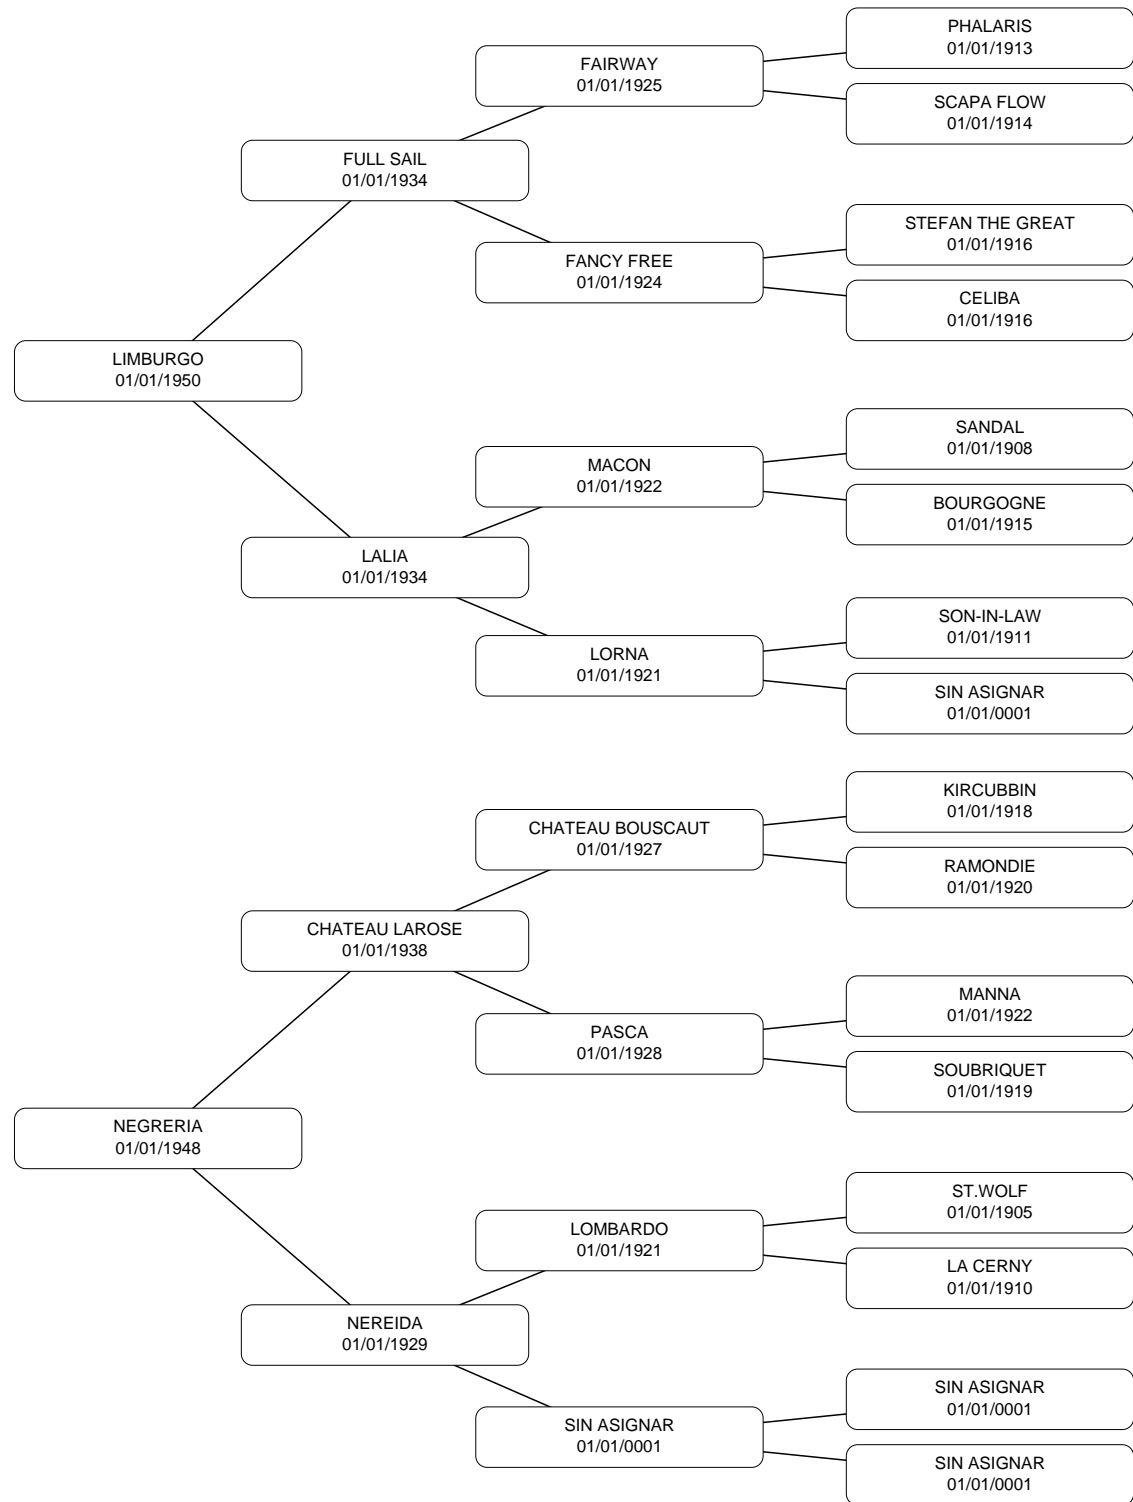 PHALARIS
01/01/1913
FAIRWAY
01/01/1925
SCAPA FLOW
01/01/1914
FULL SAIL
01/01/1934
STEFAN THE GREAT
01/01/1916
FANCY FREE
01/01/1924
CELIBA
01/01/1916
LIMBURGO
01/01/1950
SANDAL
01/01/1908
MACON
01/01/1922
BOURGOGNE
01/01/1915
LALIA
01/01/1934
SON-IN-LAW
01/01/1911
LORNA
01/01/1921
SIN ASIGNAR
01/01/0001
KIRCUBBIN
01/01/1918
CHATEAU BOUSCAUT
01/01/1927
RAMONDIE
01/01/1920
CHATEAU LAROSE
01/01/1938
MANNA
01/01/1922
PASCA
01/01/1928
SOUBRIQUET
01/01/1919
NEGRERIA
01/01/1948
ST.WOLF
01/01/1905
LOMBARDO
01/01/1921
LA CERNY
01/01/1910
NEREIDA
01/01/1929
SIN ASIGNAR
01/01/0001
SIN ASIGNAR
01/01/0001
SIN ASIGNAR
01/01/0001